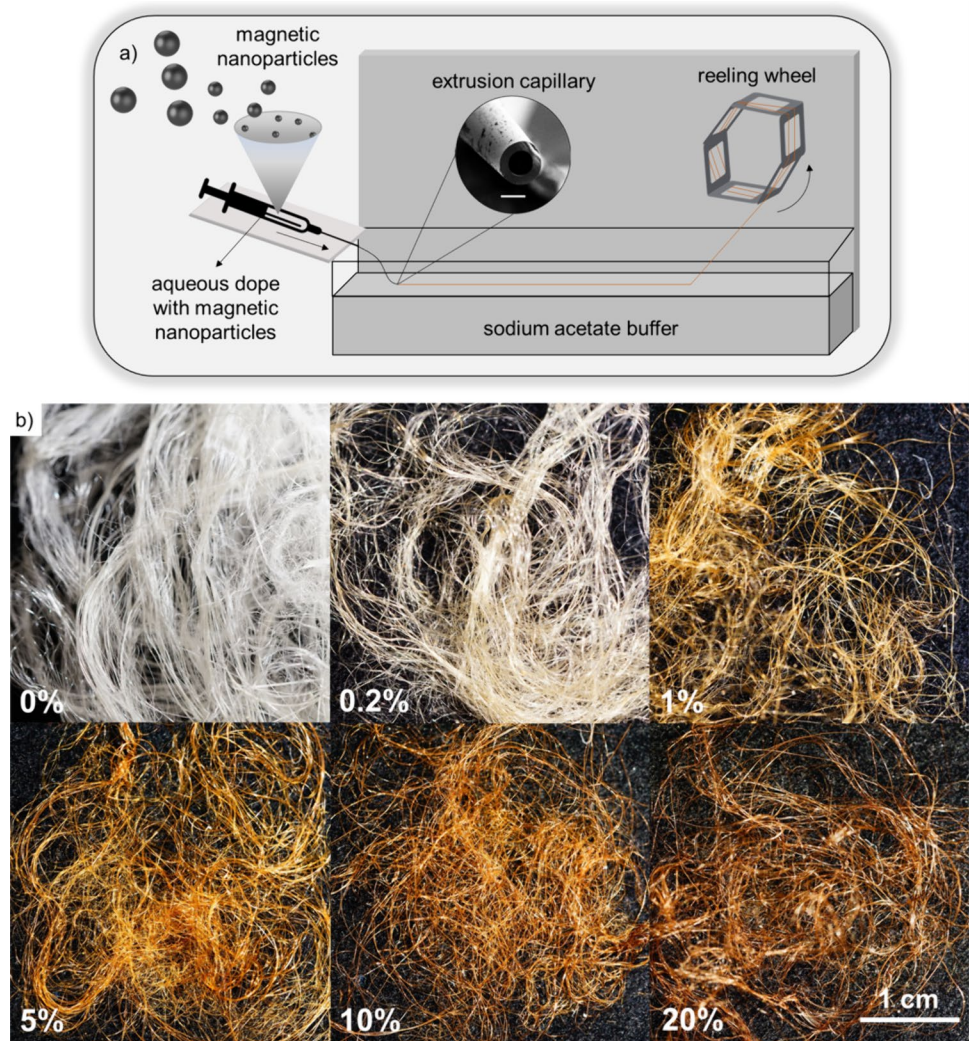 a)
magnetic
nanoparticles
extrusion capillary
reeling wheel
aqueous dope
with magnetic
nanoparticles
sodium acetate buffer
b)
0%
0.2%
1%
5%
10%
20%
1 cm